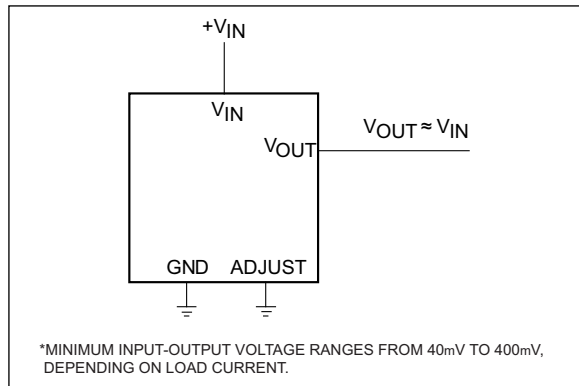 +VIN
VIN
VOUT
VOUT ≈ VIN
GND ADJUST
*MINIMUM INPUT-OUTPUT VOLTAGE RANGES FROM 40mV TO 400mV,
DEPENDING ON LOAD CURRENT.